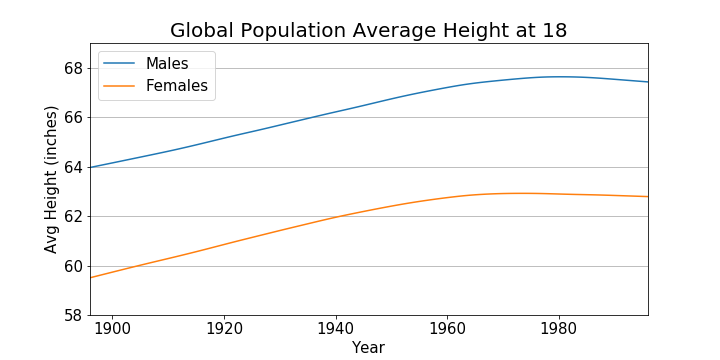 Global Population Average Height at 18
Males
Females
Avg Height (inches)
68
66
64
62
60
58
1900
1920
1940
1960
1980
Year